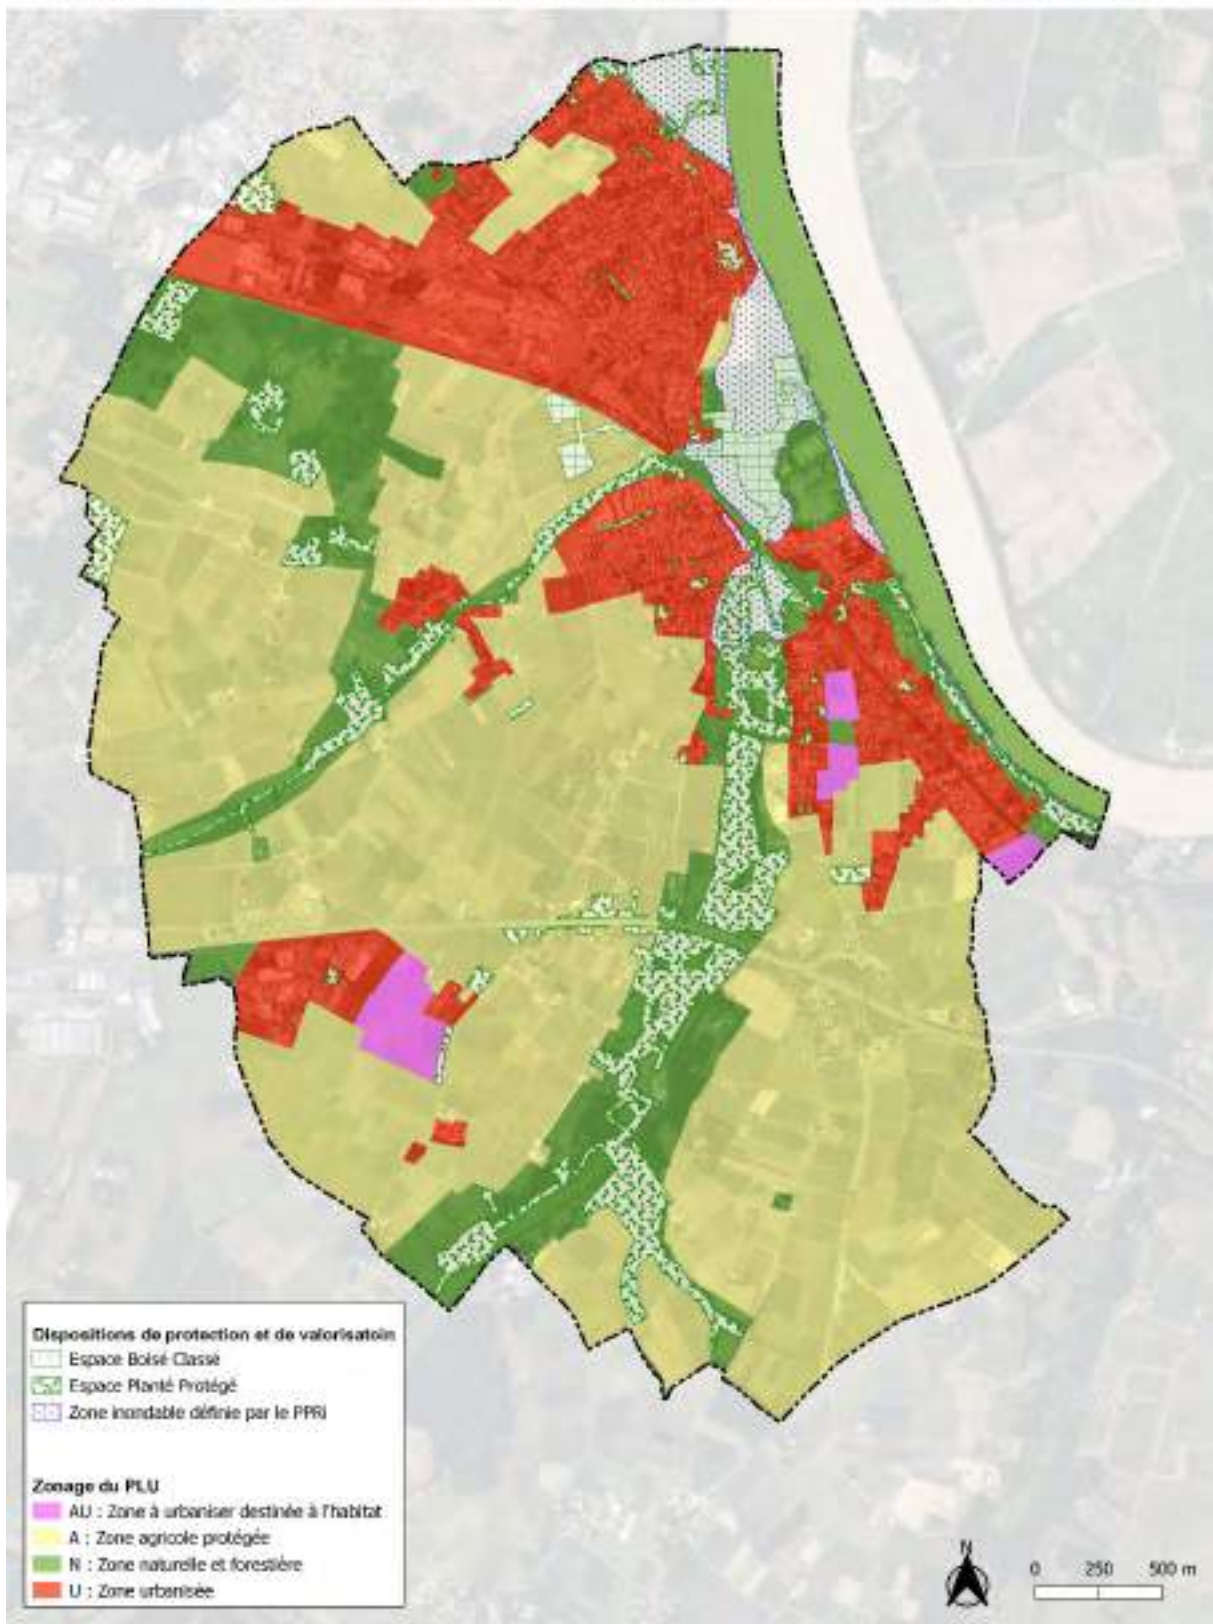 Dispositions de protection et de valorisatoin
Espace Boisé Classé
Espace Planté Protégé
Zone inondable définie par le PPRi
Zonage du PLU
AU : Zone à urbaniser destinée à l'habitat
A : Zone agricole protégée
N : Zone naturelle et forestière
U : Zone urbanisée
N
0 250 500 m